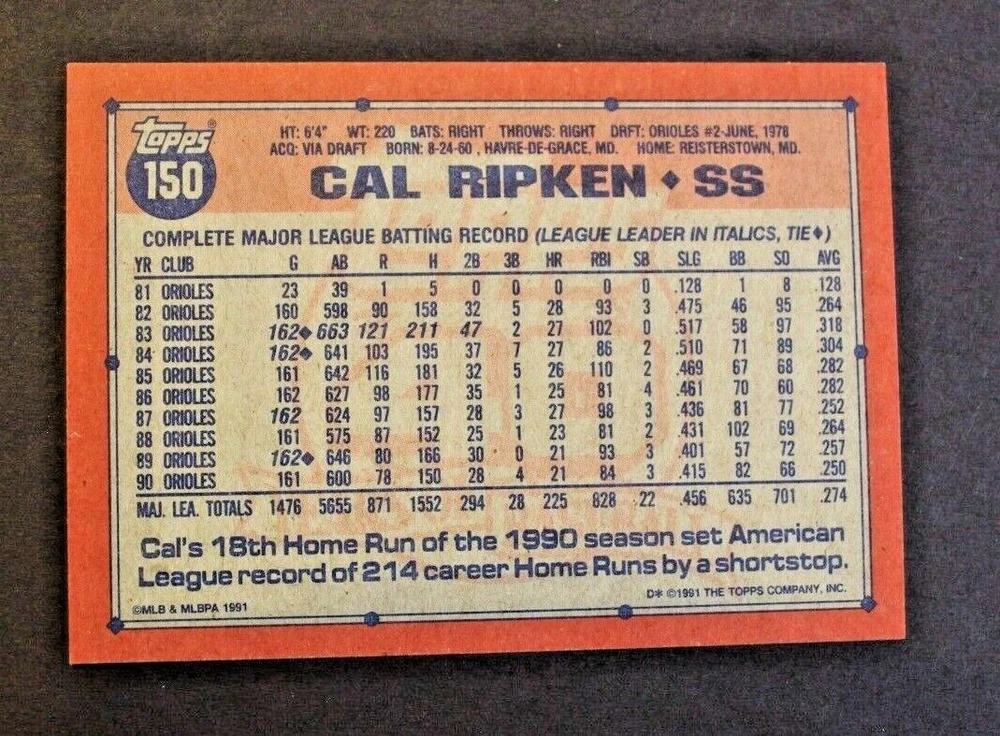 topps®
150
HT: 6'4" WT: 220 BATS: RIGHT THROWS: RIGHT DRFT: ORIOLES #2-JUNE, 1978
ACQ: VIA DRAFT BORN: 8-24-60, HAVRE-DE-GRACE, MD. HOME: REISTERSTOWN, MD.
CAL RIPKEN ♦ SS
COMPLETE MAJOR LEAGUE BATTING RECORD (LEAGUE LEADER IN ITALICS, TIE♦)
YR CLUB G AB R H 2B 3B HR RBI SB SLG BB SO AVG
81 ORIOLES 23 39 1 5 0 0 0 0 0 .128 1 8 .128
82 ORIOLES 160 598 90 158 32 5 28 93 3 .475 46 95 .264
83 ORIOLES 162♦ 663 121 211 47 2 27 102 0 .517 58 97 .318
84 ORIOLES 162♦ 641 103 195 37 7 27 86 2 .510 71 89 .304
85 ORIOLES 161 642 116 181 32 5 26 110 2 .469 67 68 .282
86 ORIOLES 162 627 98 177 35 1 25 81 4 .461 70 60 .282
87 ORIOLES 162 624 97 157 28 3 27 98 3 .436 81 77 .252
88 ORIOLES 161 575 87 152 25 1 23 81 2 .431 102 69 .264
89 ORIOLES 162♦ 646 80 166 30 0 21 93 3 .401 57 72 .257
90 ORIOLES 161 600 78 150 28 4 21 84 3 .415 82 66 .250
MAJ. LEA. TOTALS 1476 5655 871 1552 294 28 225 828 22 .456 635 701 .274
Cal's 18th Home Run of the 1990 season set American
League record of 214 career Home Runs by a shortstop.
©MLB & MLBPA 1991
D* ©1991 THE TOPPS COMPANY, INC.